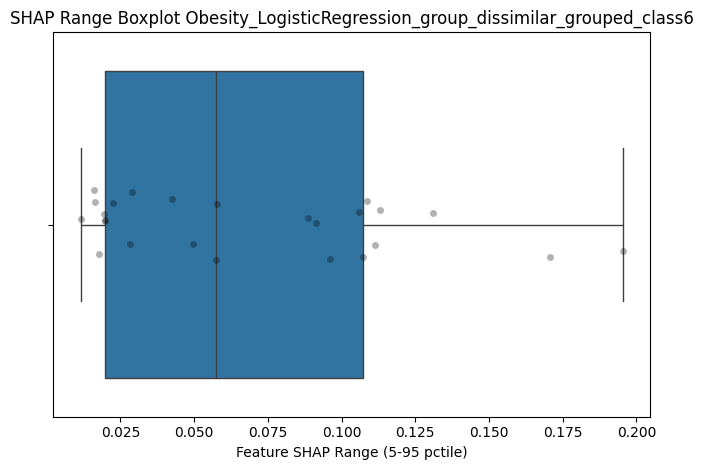 SHAP Range Boxplot Obesity_LogisticRegression_group_dissimilar_grouped_class6
0.025 0.050 0.075 0.100 0.125 0.150 0.175 0.200
Feature SHAP Range (5-95 pctile)